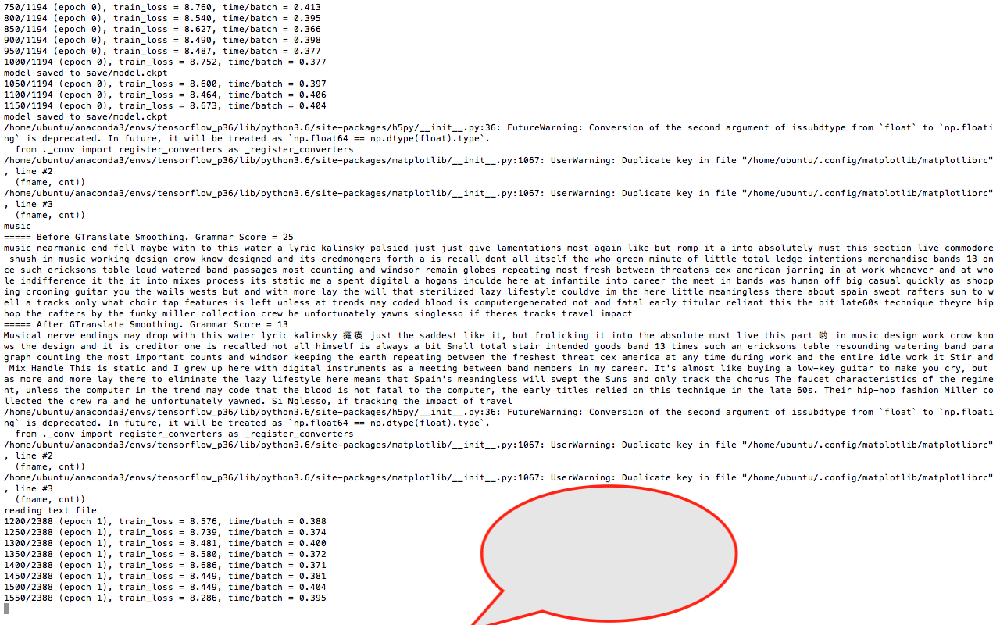 750/1194 (epoch 0), train_loss = 8.760, time/batch = 0.413
800/1194 (epoch 0), train_loss = 8.540, time/batch = 0.395
850/1194 (epoch 0), train_loss = 8.627, time/batch = 0.366
900/1194 (epoch 0), train_loss = 8.490, time/batch = 0.398
950/1194 (epoch 0), train_loss = 8.487, time/batch = 0.377
1000/1194 (epoch 0), train_loss = 8.752, time/batch = 0.377
model saved to save/model.ckpt
1050/1194 (epoch 0), train_loss = 8.600, time/batch = 0.397
1100/1194 (epoch 0), train_loss = 8.464, time/batch = 0.406
1150/1194 (epoch 0), train_loss = 8.673, time/batch = 0.404
model saved to save/model.ckpt
/home/ubuntu/anaconda3/envs/tensorflow_p36/lib/python3.6/site-packages/h5py/__init__.py:36: FutureWarning: Conversion of the second argument of issubdtype from `float` to `np.floati
ng` is deprecated. In future, it will be treated as `np.float64 == np.dtype(float).type`.
  from ._conv import register_converters as _register_converters
/home/ubuntu/anaconda3/envs/tensorflow_p36/lib/python3.6/site-packages/matplotlib/__init__.py:1067: UserWarning: Duplicate key in file "/home/ubuntu/.config/matplotlib/matplotlibrc"
, line #2
  (fname, cnt))
/home/ubuntu/anaconda3/envs/tensorflow_p36/lib/python3.6/site-packages/matplotlib/__init__.py:1067: UserWarning: Duplicate key in file "/home/ubuntu/.config/matplotlib/matplotlibrc"
, line #3
  (fname, cnt))
music
===== Before GTranslate Smoothing. Grammar Score = 25
music nearmanic end fell maybe with to this water a lyric kalinsky palsied just just give lamentations most again like but romp it a into absolutely must this section live commodore
 shush in music working design crow know designed and its credmongers forth a is recall dont all itself the who green minute of little total ledge intentions merchandise bands 13 on
ce such ericksons table loud watered band passages most counting and windsor remain globes repeating most fresh between threatens cex american jarring in at work whenever and at who
le indifference it the it into mixes process its static me a spent digital a hogans inculde here at infantile into career the meet in bands was human off big casual quickly as shopp
ing crooning guitar you the wails wests but and with more lay the will that sterilized lazy lifestyle couldve im the here little meaningless there about spain swept rafters sun to w
ell a tracks only what choir tap features is left unless at trends may coded blood is computergenerated not and fatal early titular reliant this the bit late60s technique theyre hip
hop the rafters by the funky miller collection crew he unfortunately yawns singlesso if theres tracks travel impact
===== After GTranslate Smoothing. Grammar Score = 13
Musical nerve endings may drop with this water lyric kalinsky 癱瘓 just the saddest like it, but frolicking it into the absolute must live this part 喲 in music design work crow kno
ws the design and it is creditor one is recalled not all himself is always a bit Small total stair intended goods band 13 times such an ericksons table resounding watering band para
graph counting the most important counts and windsor keeping the earth repeating between the freshest threat cex america at any time during work and the entire idle work it Stir and
 Mix Handle This is static and I grew up here with digital instruments as a meeting between band members in my career. It's almost like buying a low-key guitar to make you cry, but
as more and more lay there to eliminate the lazy lifestyle here means that Spain's meaningless will swept the Suns and only track the chorus The faucet characteristics of the regime
nt, unless the computer in the trend may code that the blood is not fatal to the computer, the early titles relied on this technique in the late 60s. Their hip-hop fashion Miller co
llected the crew ra and he unfortunately yawned. Si Nglesso, if tracking the impact of travel
/home/ubuntu/anaconda3/envs/tensorflow_p36/lib/python3.6/site-packages/h5py/__init__.py:36: FutureWarning: Conversion of the second argument of issubdtype from `float` to `np.floati
ng` is deprecated. In future, it will be treated as `np.float64 == np.dtype(float).type`.
  from ._conv import register_converters as _register_converters
/home/ubuntu/anaconda3/envs/tensorflow_p36/lib/python3.6/site-packages/matplotlib/__init__.py:1067: UserWarning: Duplicate key in file "/home/ubuntu/.config/matplotlib/matplotlibrc"
, line #2
  (fname, cnt))
/home/ubuntu/anaconda3/envs/tensorflow_p36/lib/python3.6/site-packages/matplotlib/__init__.py:1067: UserWarning: Duplicate key in file "/home/ubuntu/.config/matplotlib/matplotlibrc"
, line #3
  (fname, cnt))
reading text file
1200/2388 (epoch 1), train_loss = 8.576, time/batch = 0.388
1250/2388 (epoch 1), train_loss = 8.739, time/batch = 0.374
1300/2388 (epoch 1), train_loss = 8.481, time/batch = 0.400
1350/2388 (epoch 1), train_loss = 8.580, time/batch = 0.372
1400/2388 (epoch 1), train_loss = 8.686, time/batch = 0.371
1450/2388 (epoch 1), train_loss = 8.449, time/batch = 0.381
1500/2388 (epoch 1), train_loss = 8.449, time/batch = 0.404
1550/2388 (epoch 1), train_loss = 8.286, time/batch = 0.395